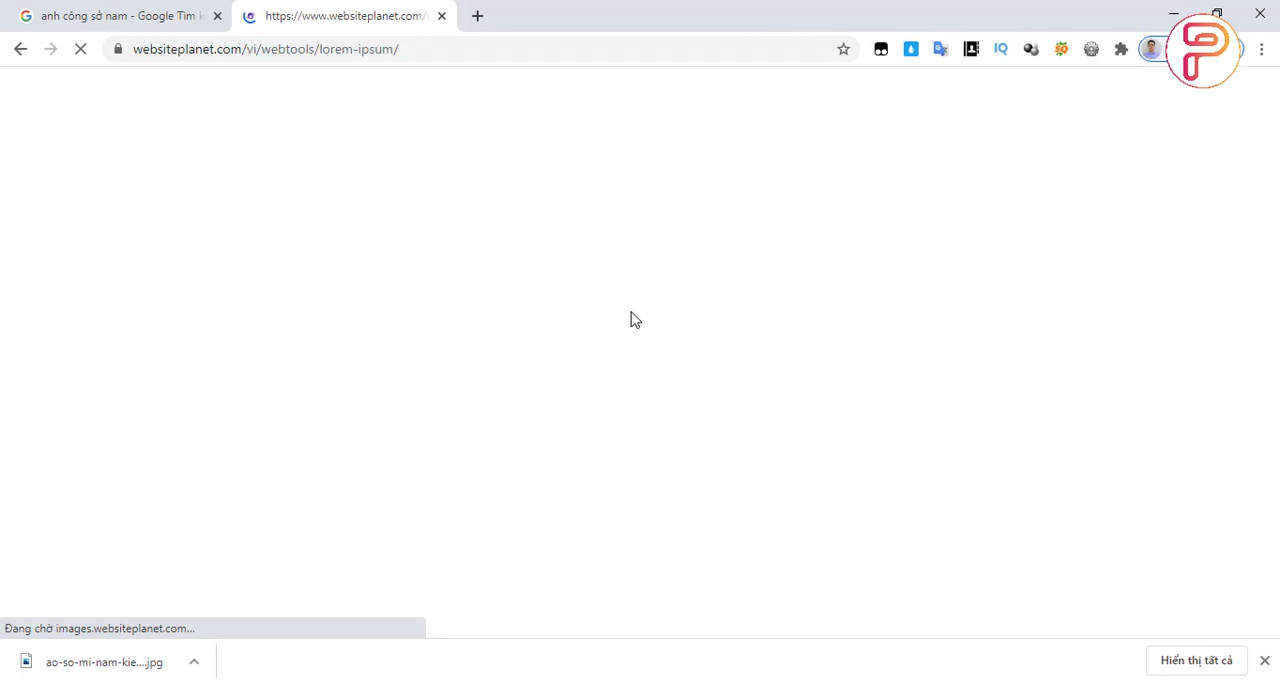 anh công sở nam - Google Tìm k
https://www.websiteplanet.com/v
websiteplanet.com/vi/webtools/lorem-ipsum/
IQ
Đang chờ images.websiteplanet.com...
ao-so-mi-nam-kie....jpg
Hiển thị tất cả